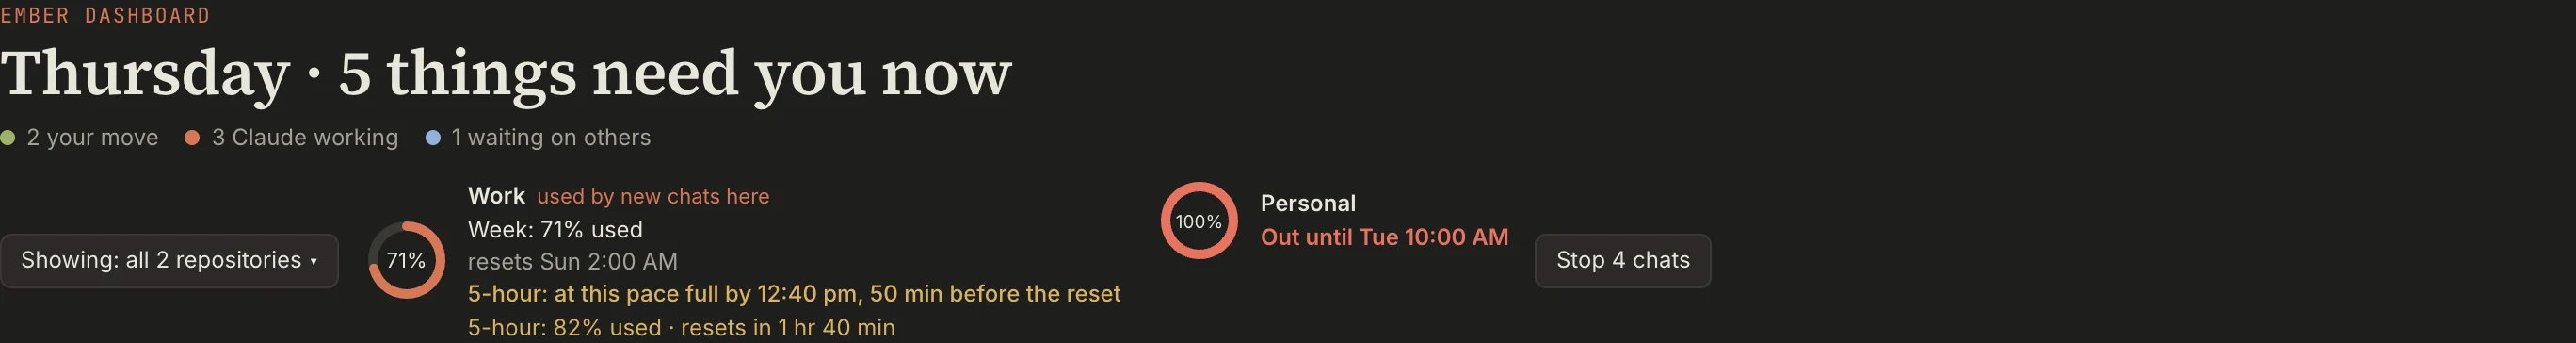 EMBER DASHBOARD
Thursday · 5 things need you now
2 your move 3 Claude working 1 waiting on others
Showing: all 2 repositories ▾
71%
Work used by new chats here
Week: 71% used
resets Sun 2:00 AM
5-hour: at this pace full by 12:40 pm, 50 min before the reset
5-hour: 82% used · resets in 1 hr 40 min
100%
Personal
Out until Tue 10:00 AM
Stop 4 chats